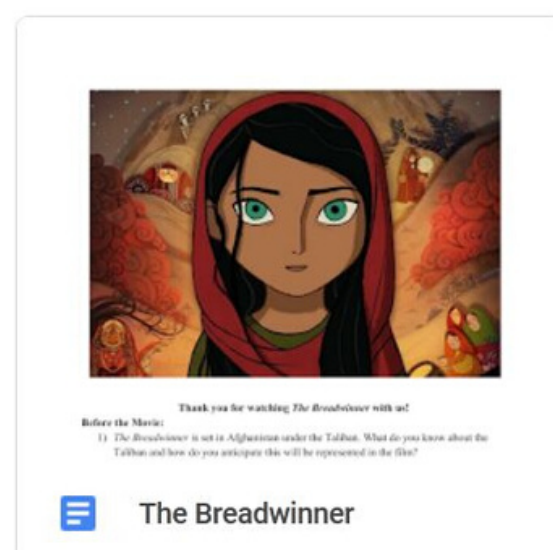 Thank you for watching The Breadwinner with us!
Before the Movie:
1) The Breadwinner is set in Afghanistan under the Taliban. What do you know about the
Taliban and how do you anticipate this will be represented in the film?
The Breadwinner